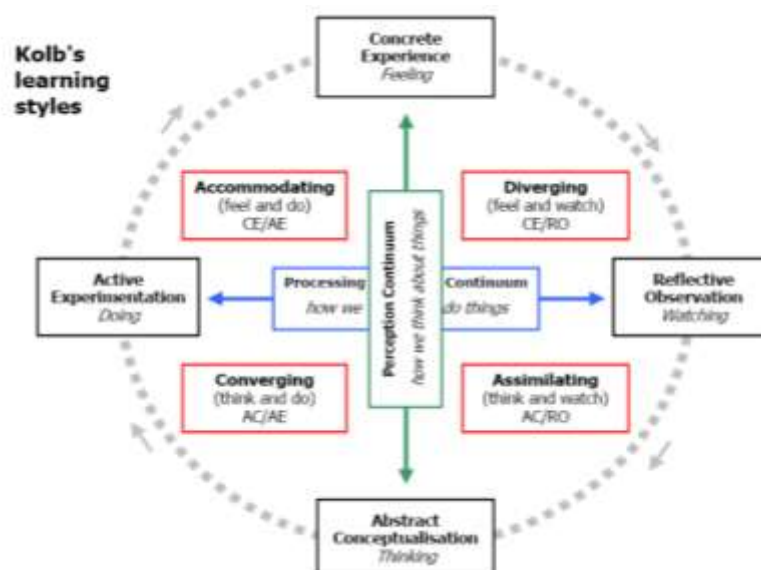 Kolb's
learning
styles
Concrete
Experience
Feeling
Accommodating
(feel and do)
CE/AE
Diverging
(feel and watch)
CE/RO
Active
Experimentation
Doing
Processing Continuum
how we do things
Perception Continuum
how we think about things
Reflective
Observation
Watching
Converging
(think and do)
AC/AE
Assimilating
(think and watch)
AC/RO
Abstract
Conceptualisation
Thinking